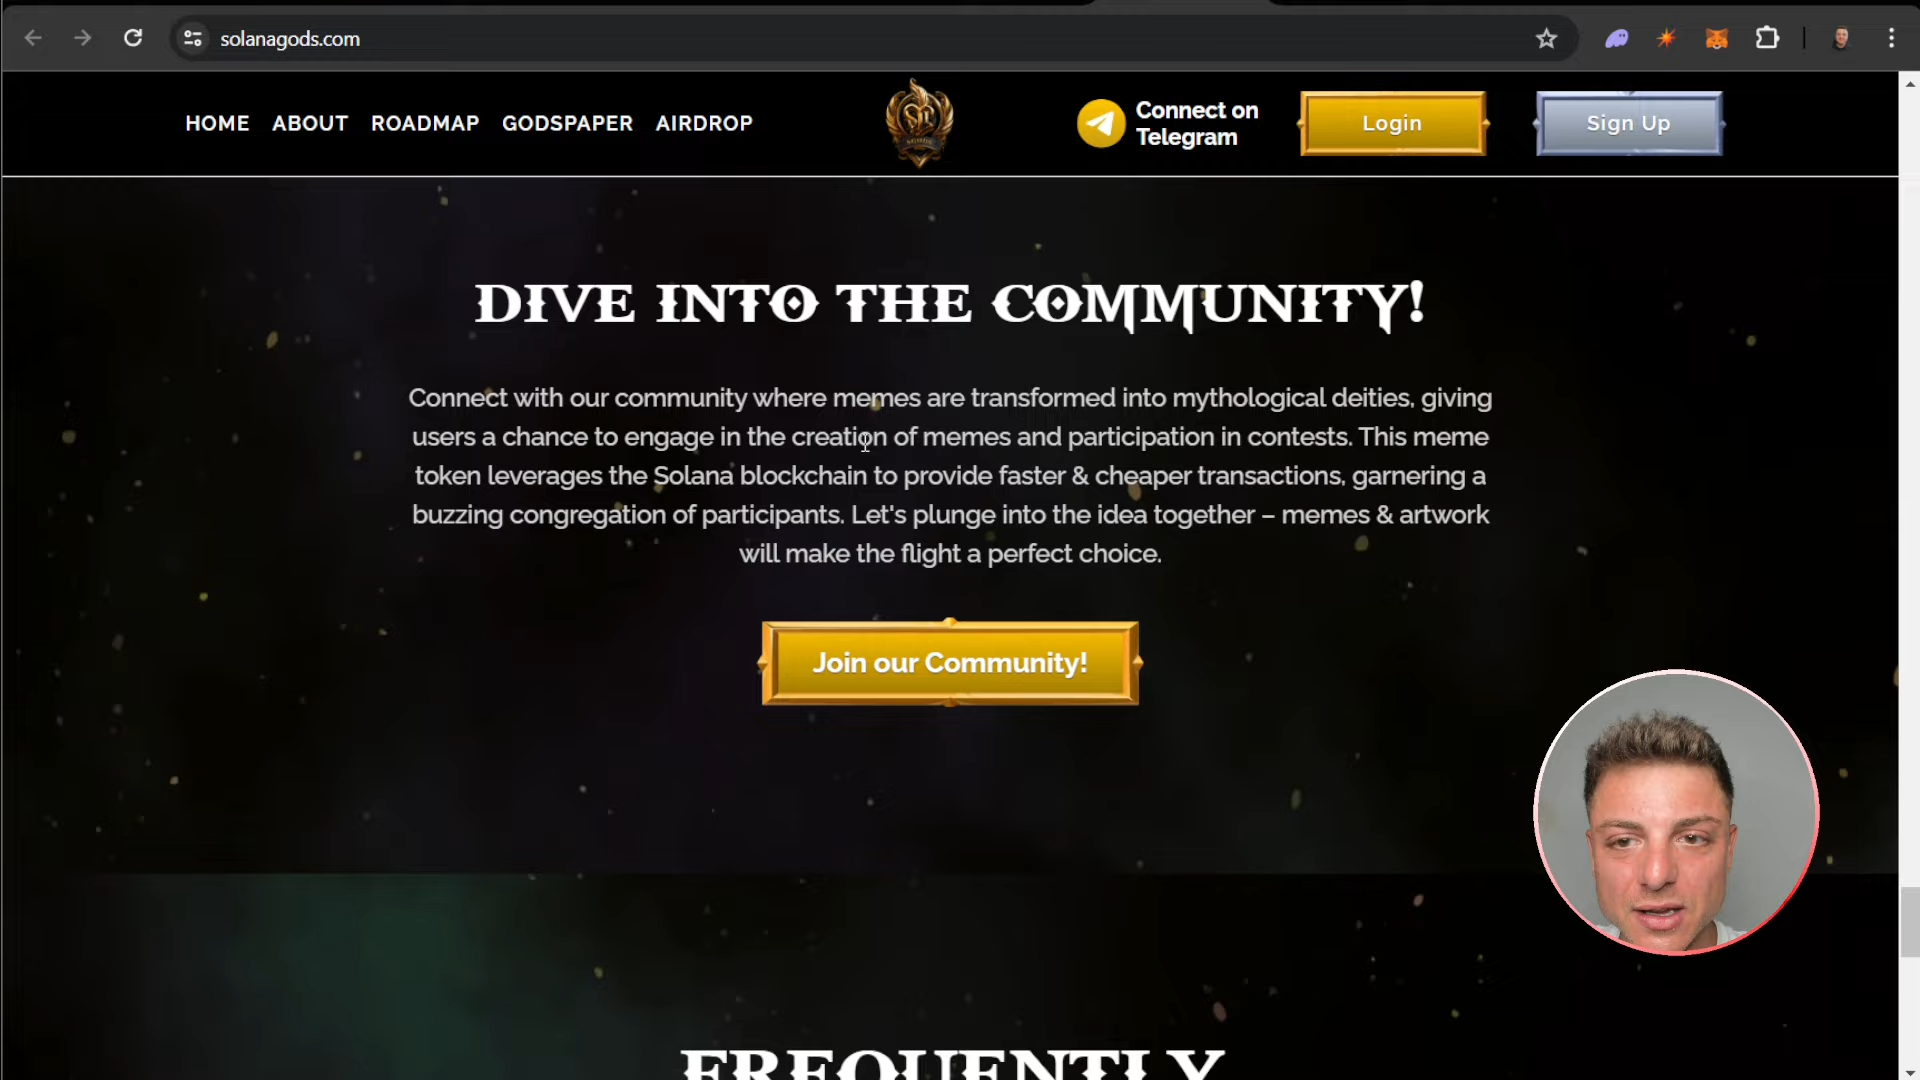 solanagods.com
HOME ABOUT ROADMAP GODSPAPER AIRDROP
Connect on
Telegram
Login
Sign Up
DIVE INTO THE COMMUNITY!
Connect with our community where memes are transformed into mythological deities, giving
users a chance to engage in the creation of memes and participation in contests. This meme
token leverages the Solana blockchain to provide faster & cheaper transactions, garnering a
buzzing congregation of participants. Let's plunge into the idea together – memes & artwork
will make the flight a perfect choice.
Join our Community!
FREQUENTLY